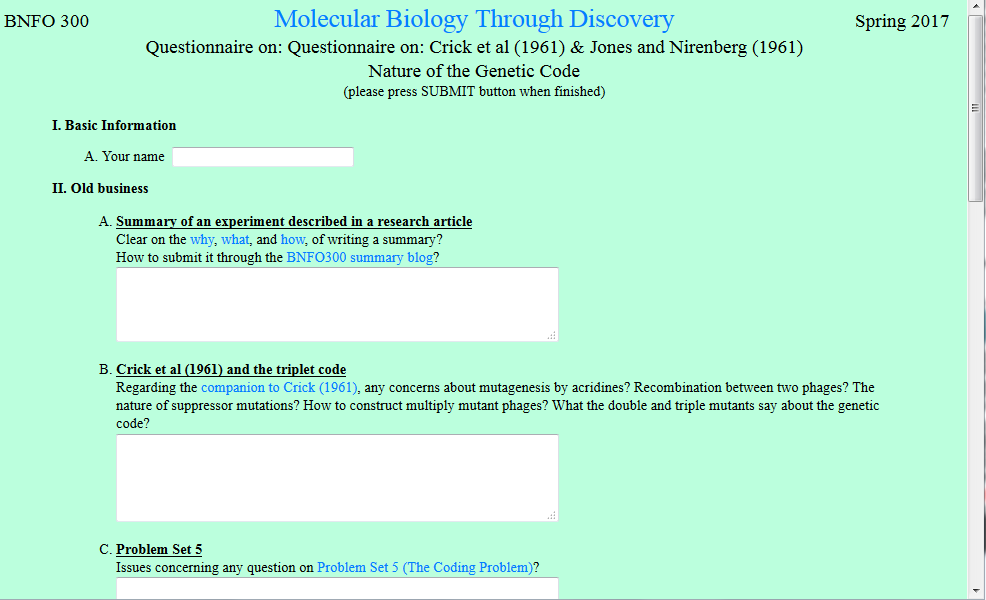 BNFO 300
Molecular Biology Through Discovery
Spring 2017
Questionnaire on: Questionnaire on: Crick et al (1961) & Jones and Nirenberg (1961)
Nature of the Genetic Code
(please press SUBMIT button when finished)
I. Basic Information
A. Your name
II. Old business
A. Summary of an experiment described in a research article
Clear on the why, what, and how, of writing a summary?
How to submit it through the BNFO300 summary blog?
B. Crick et al (1961) and the triplet code
Regarding the companion to Crick (1961), any concerns about mutagenesis by acridines? Recombination between two phages? The
nature of suppressor mutations? How to construct multiply mutant phages? What the double and triple mutants say about the genetic
code?
C. Problem Set 5
Issues concerning any question on Problem Set 5 (The Coding Problem)?